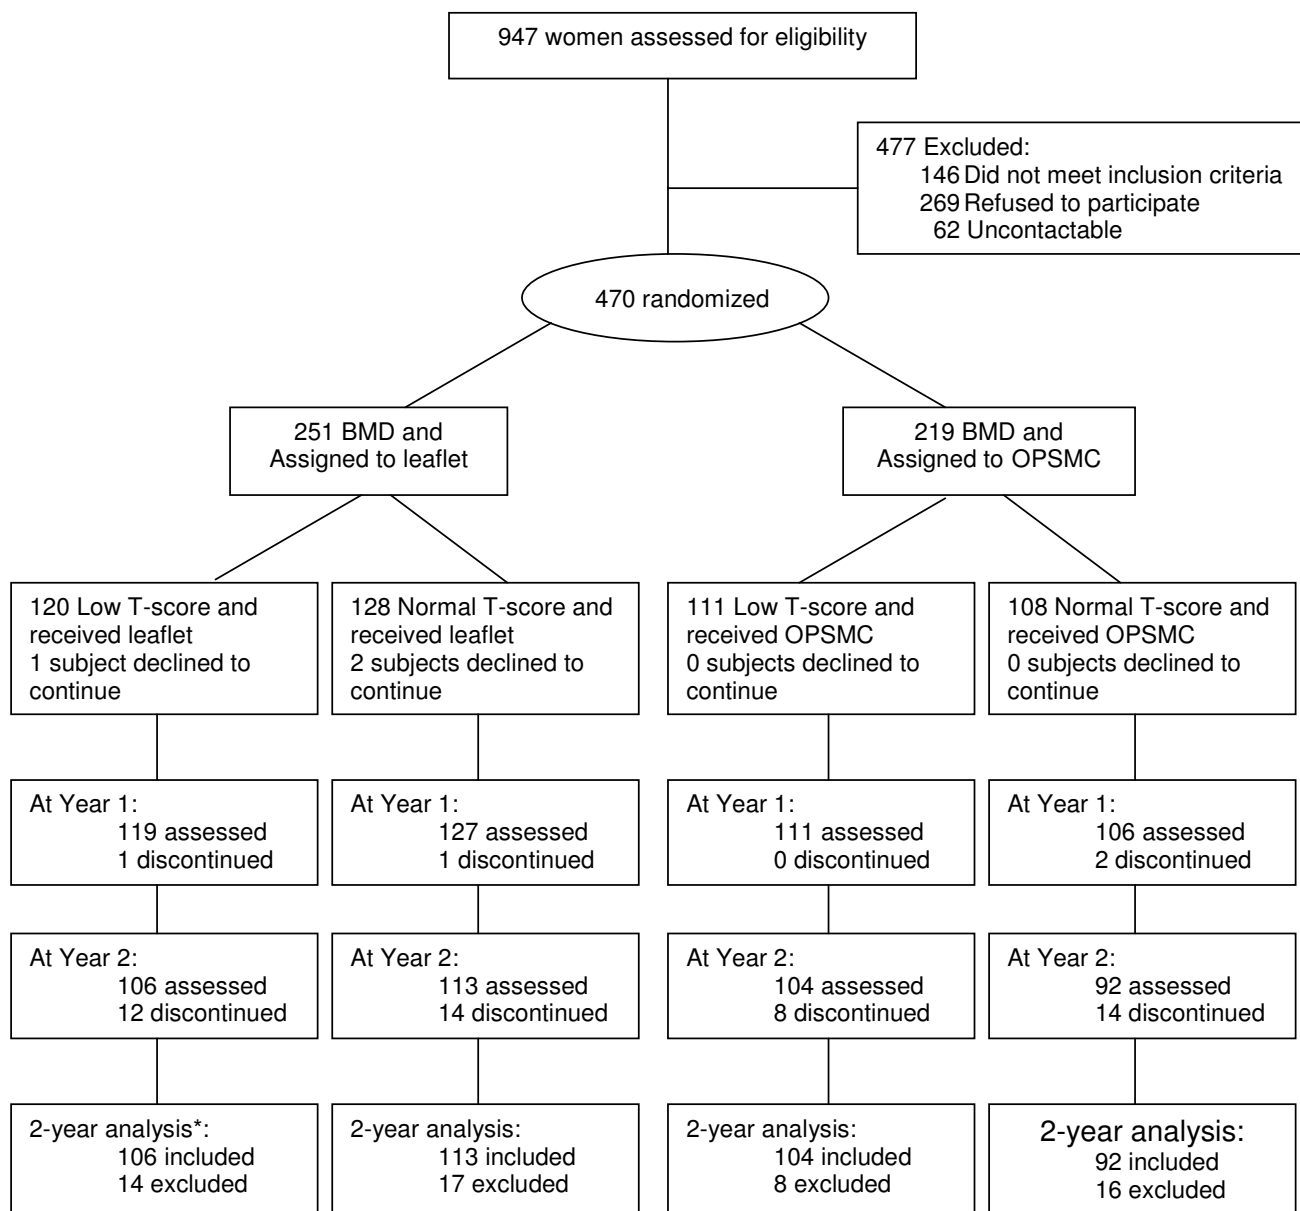 947 women assessed for eligibility
477 Excluded:
146 Did not meet inclusion criteria
269 Refused to participate
62 Uncontactable
470 randomized
251 BMD and
Assigned to leaflet
219 BMD and
Assigned to OPSMC
120 Low T-score and
received leaflet
1 subject declined to
continue
128 Normal T-score and
received leaflet
2 subjects declined to
continue
111 Low T-score and
received OPSMC
0 subjects declined to
continue
108 Normal T-score and
received OPSMC
0 subjects declined to
continue
At Year 1:
119 assessed
1 discontinued
At Year 1:
127 assessed
1 discontinued
At Year 1:
111 assessed
0 discontinued
At Year 1:
106 assessed
2 discontinued
At Year 2:
106 assessed
12 discontinued
At Year 2:
113 assessed
14 discontinued
At Year 2:
104 assessed
8 discontinued
At Year 2:
92 assessed
14 discontinued
2-year analysis*:
106 included
14 excluded
2-year analysis:
113 included
17 excluded
2-year analysis:
104 included
8 excluded
2-year analysis:
92 included
16 excluded